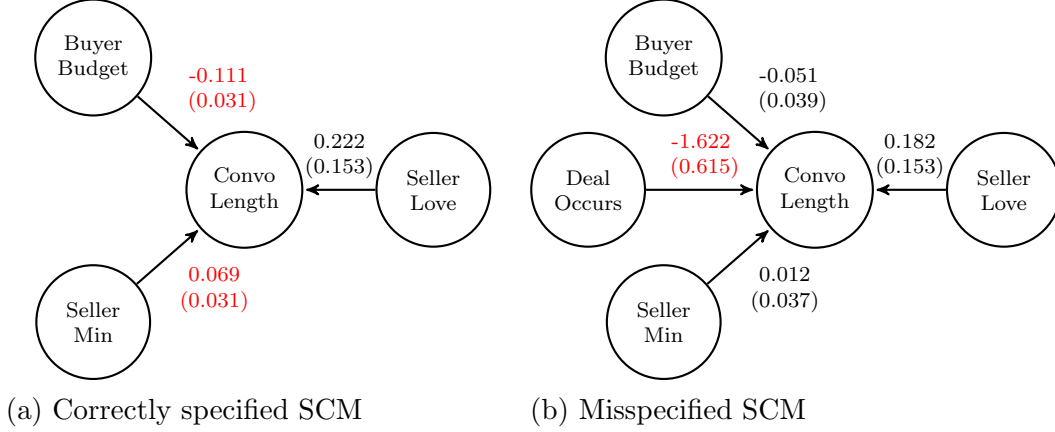 Buyer
Budget
-0.111
(0.031)
Convo
Length
0.222
(0.153)
Seller
Love
0.069
(0.031)
Seller
Min
(a) Correctly specified SCM
Buyer
Budget
-0.051
(0.039)
Deal
Occurs
-1.622
(0.615)
Convo
Length
0.182
(0.153)
Seller
Love
0.012
(0.037)
Seller
Min
(b) Misspecified SCM